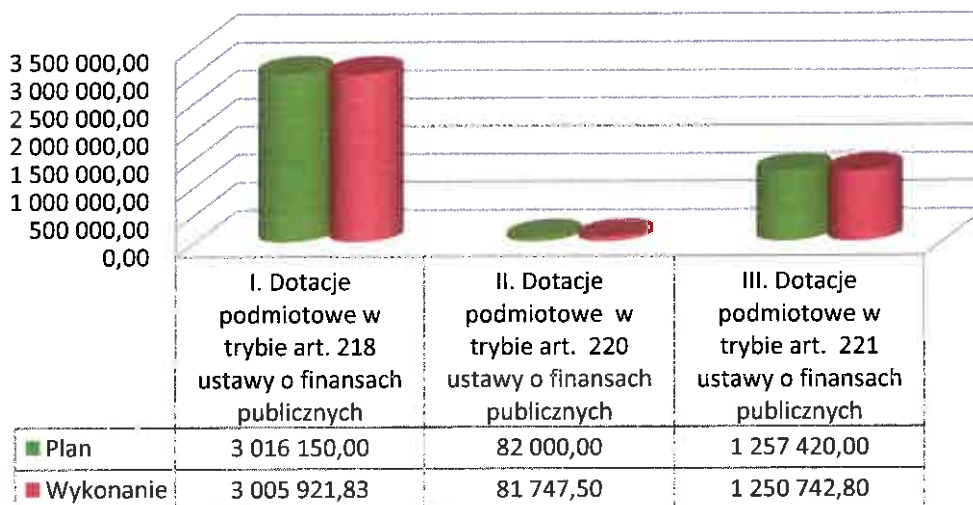 3 500 000,00
3 000 000,00
2 500 000,00
2 000 000,00
1 500 000,00
1 000 000,00
500 000,00
0,00
I. Dotacje
podmiotowe w
trybie art. 218
ustawy o finansach
publicznych
II. Dotacje
podmiotowe w
trybie art. 220
ustawy o finansach
publicznych
III. Dotacje
podmiotowe w
trybie art. 221
ustawy o finansach
publicznych
Plan 3 016 150,00 82 000,00 1 257 420,00
Wykonanie 3 005 921,83 81 747,50 1 250 742,80